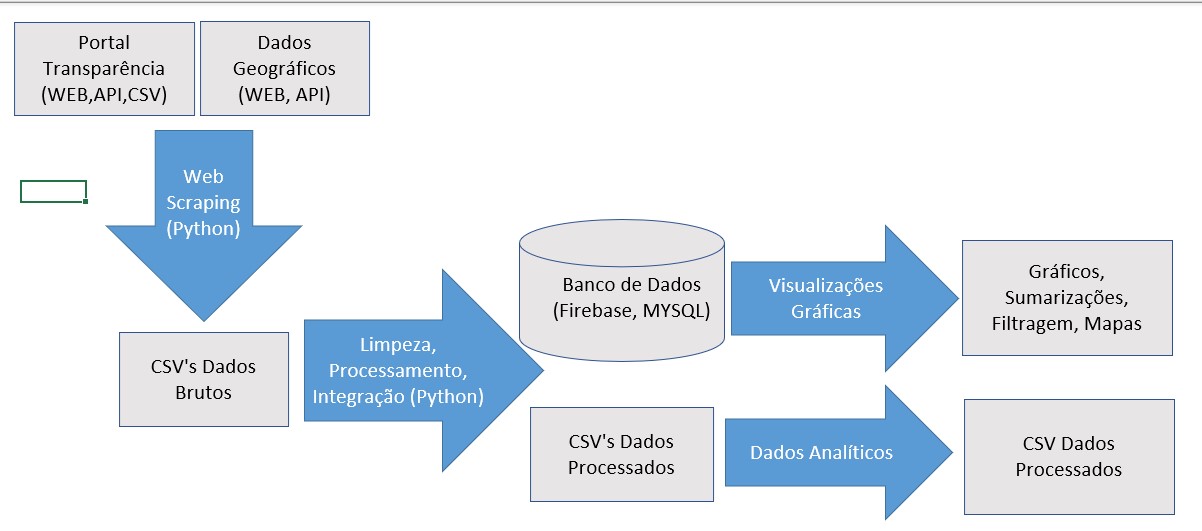 Portal
Transparência
(WEB,API,CSV)
Dados
Geográficos
(WEB, API)
Web
Scraping
(Python)
CSV's Dados
Brutos
Limpeza,
Processamento,
Integração (Python)
Banco de Dados
(Firebase, MYSQL)
CSV's Dados
Processados
Visualizações
Gráficas
Dados Analíticos
Gráficos,
Sumarizações,
Filtragem, Mapas
CSV Dados
Processados